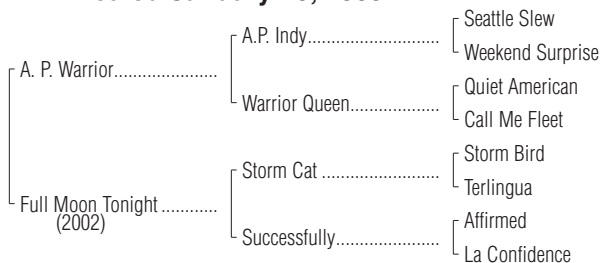 Seattle Slew
A.P. Indy
Weekend Surprise
A. P. Warrior
Quiet American
Warrior Queen
Call Me Fleet
Storm Bird
Storm Cat
Terlingua
Full Moon Tonight
(2002)
Affirmed
Successfully
La Confidence